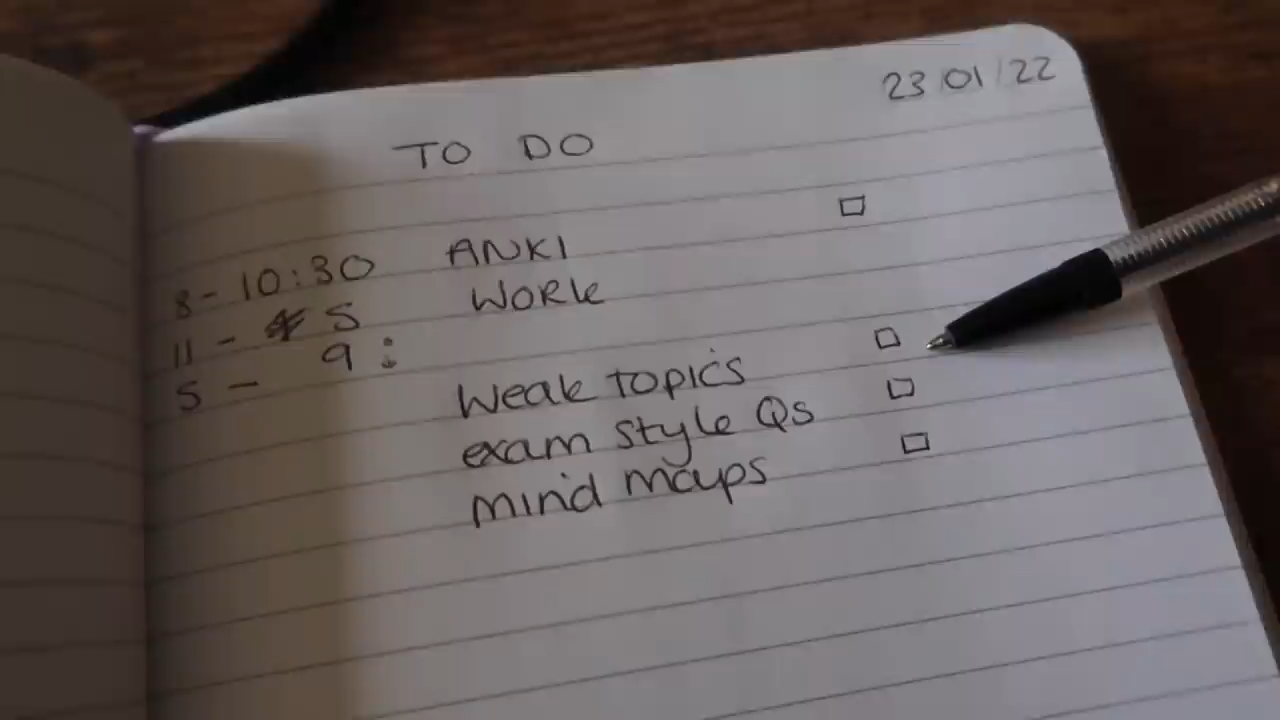 23/01/22
TO DO
8 - 10:30 ANKI
11 - 5 WORK
5 - 9 :
Weak topics
exam style Qs
mind maps